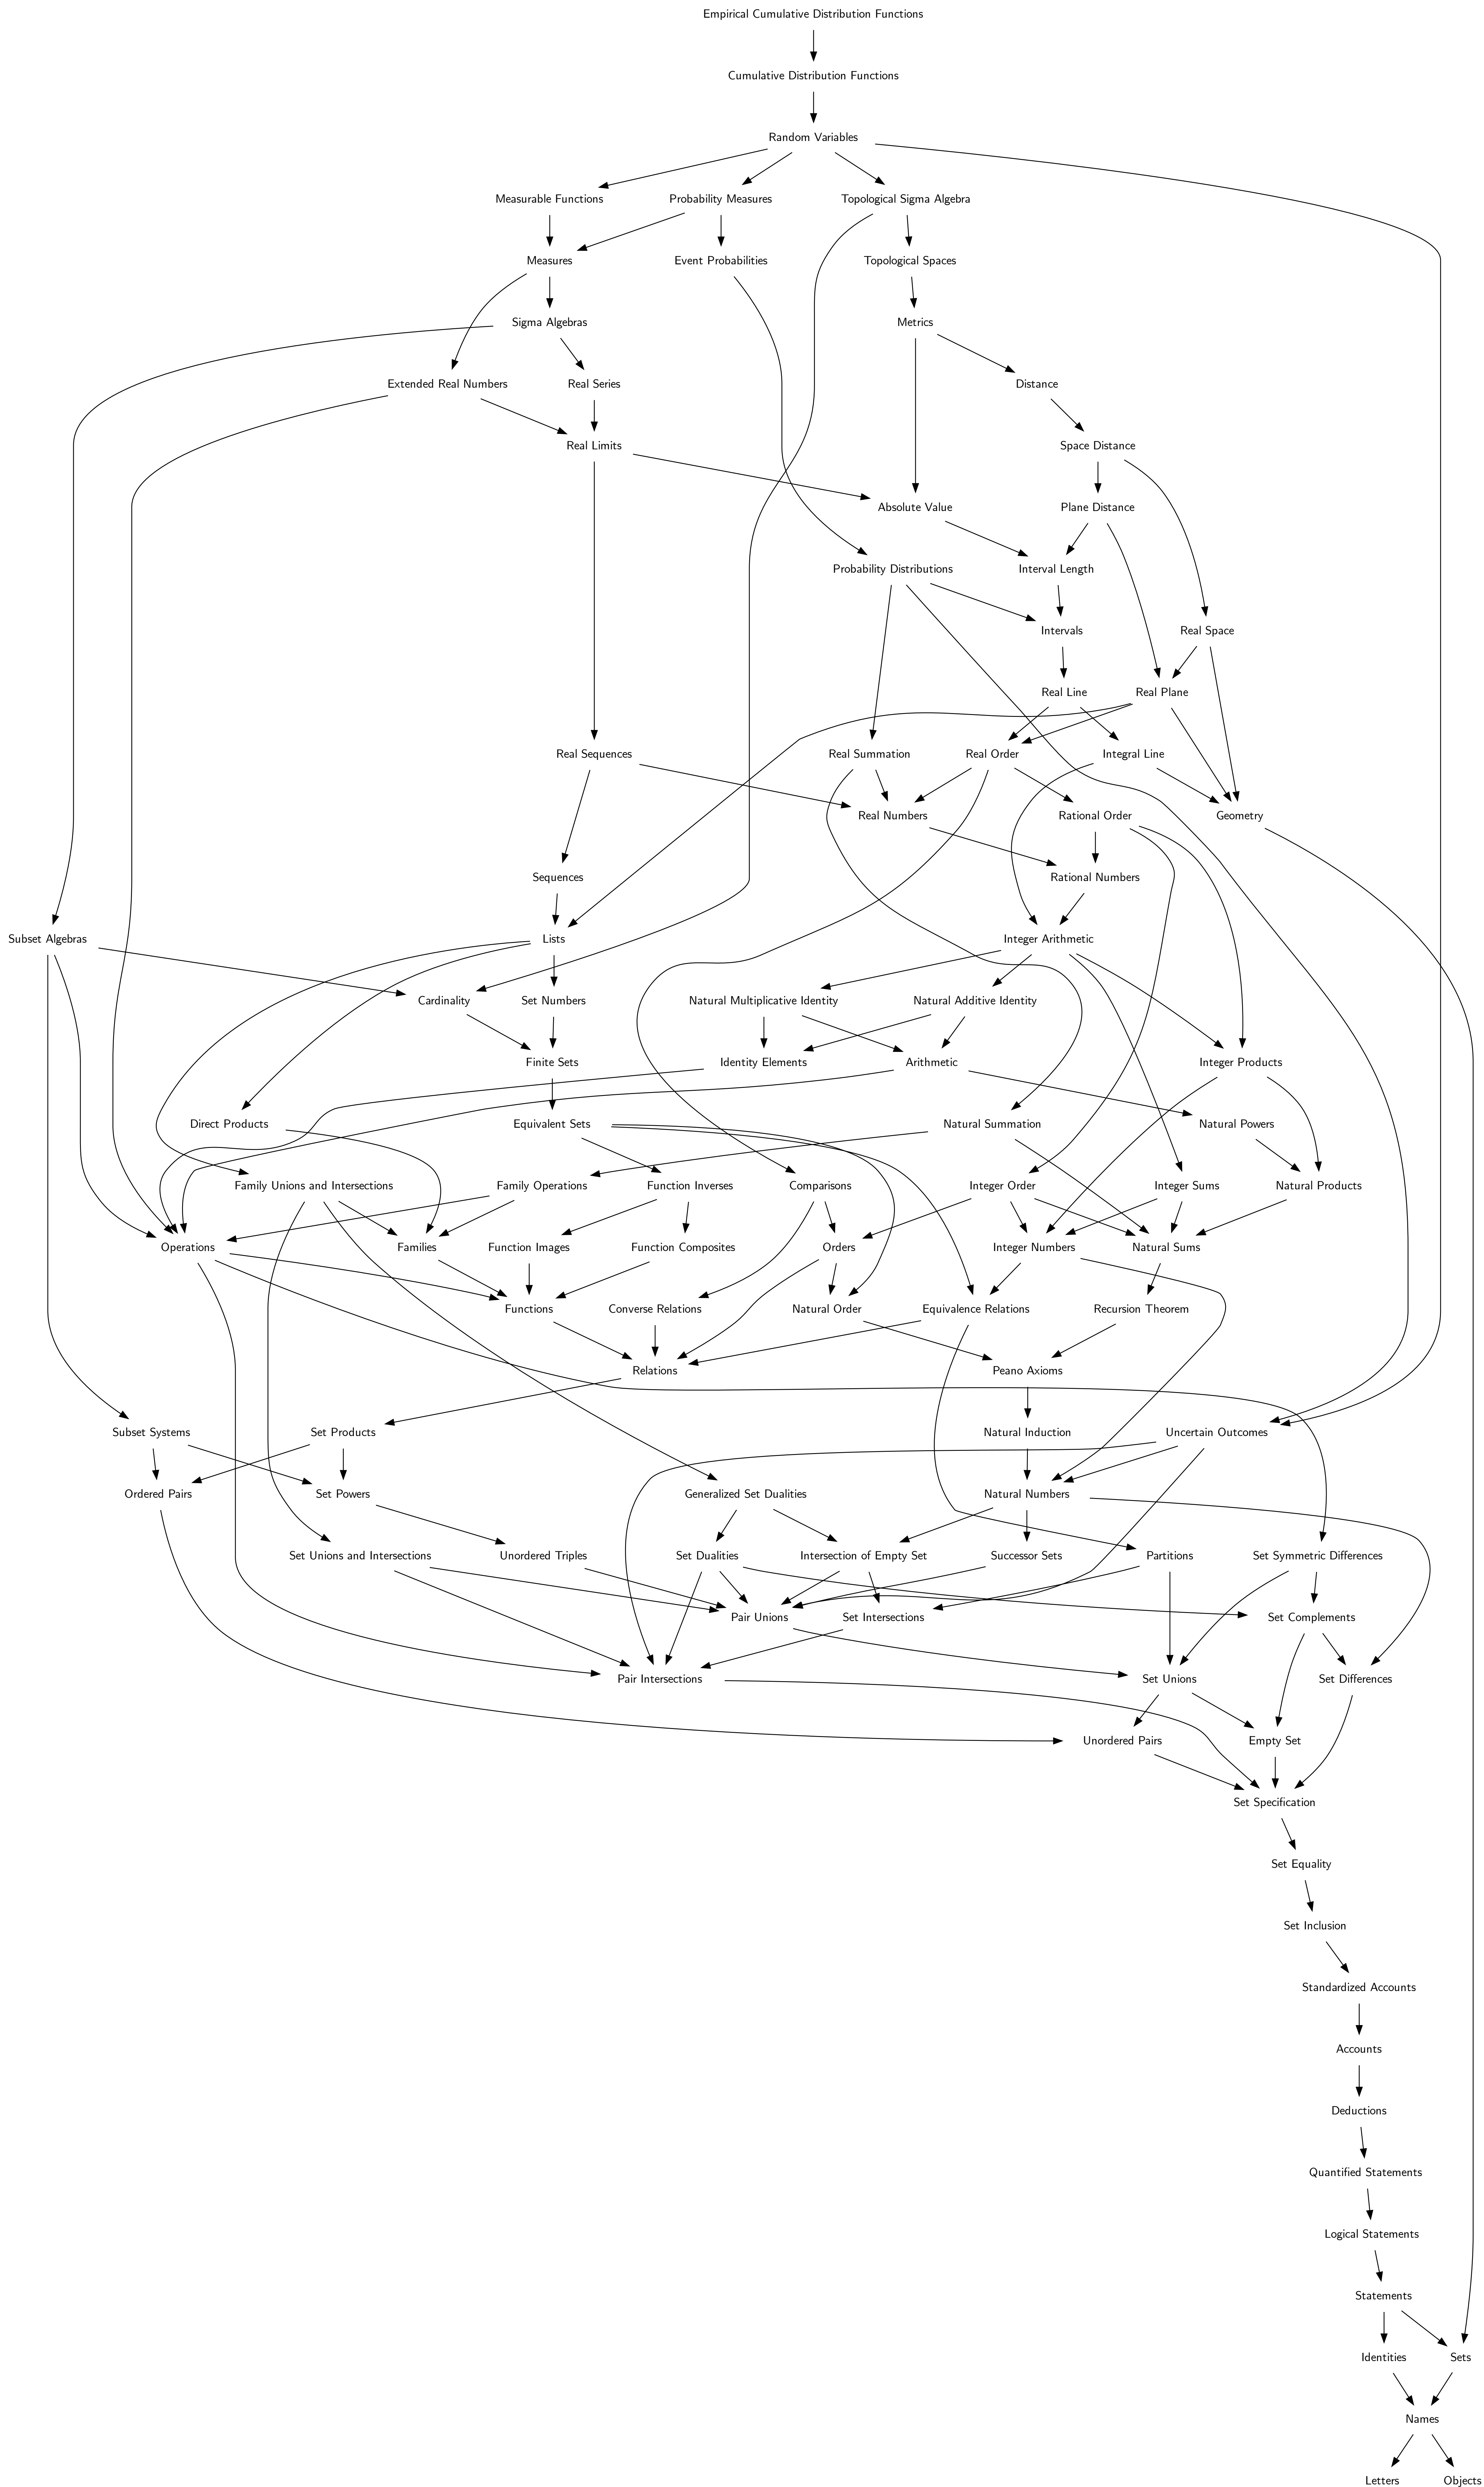 Empirical Cumulative Distribution Functions
Cumulative Distribution Functions
Random Variables
Measurable Functions
Probability Measures
Topological Sigma Algebra
Measures
Event Probabilities
Topological Spaces
Sigma Algebras
Metrics
Extended Real Numbers
Real Series
Distance
Real Limits
Space Distance
Absolute Value
Plane Distance
Probability Distributions
Interval Length
Intervals
Real Space
Real Line
Real Plane
Real Sequences
Real Summation
Real Order
Integral Line
Real Numbers
Rational Order
Geometry
Sequences
Rational Numbers
Subset Algebras
Lists
Integer Arithmetic
Cardinality
Set Numbers
Natural Multiplicative Identity
Natural Additive Identity
Finite Sets
Identity Elements
Arithmetic
Integer Products
Direct Products
Equivalent Sets
Natural Summation
Natural Powers
Family Unions and Intersections
Family Operations
Function Inverses
Comparisons
Integer Order
Integer Sums
Natural Products
Operations
Families
Function Images
Function Composites
Orders
Integer Numbers
Natural Sums
Functions
Converse Relations
Natural Order
Equivalence Relations
Recursion Theorem
Relations
Peano Axioms
Subset Systems
Set Products
Natural Induction
Uncertain Outcomes
Ordered Pairs
Set Powers
Generalized Set Dualities
Natural Numbers
Set Unions and Intersections
Unordered Triples
Set Dualities
Intersection of Empty Set
Successor Sets
Partitions
Set Symmetric Differences
Pair Unions
Set Intersections
Set Complements
Pair Intersections
Set Unions
Set Differences
Unordered Pairs
Empty Set
Set Specification
Set Equality
Set Inclusion
Standardized Accounts
Accounts
Deductions
Quantified Statements
Logical Statements
Statements
Identities
Sets
Names
Letters
Objects